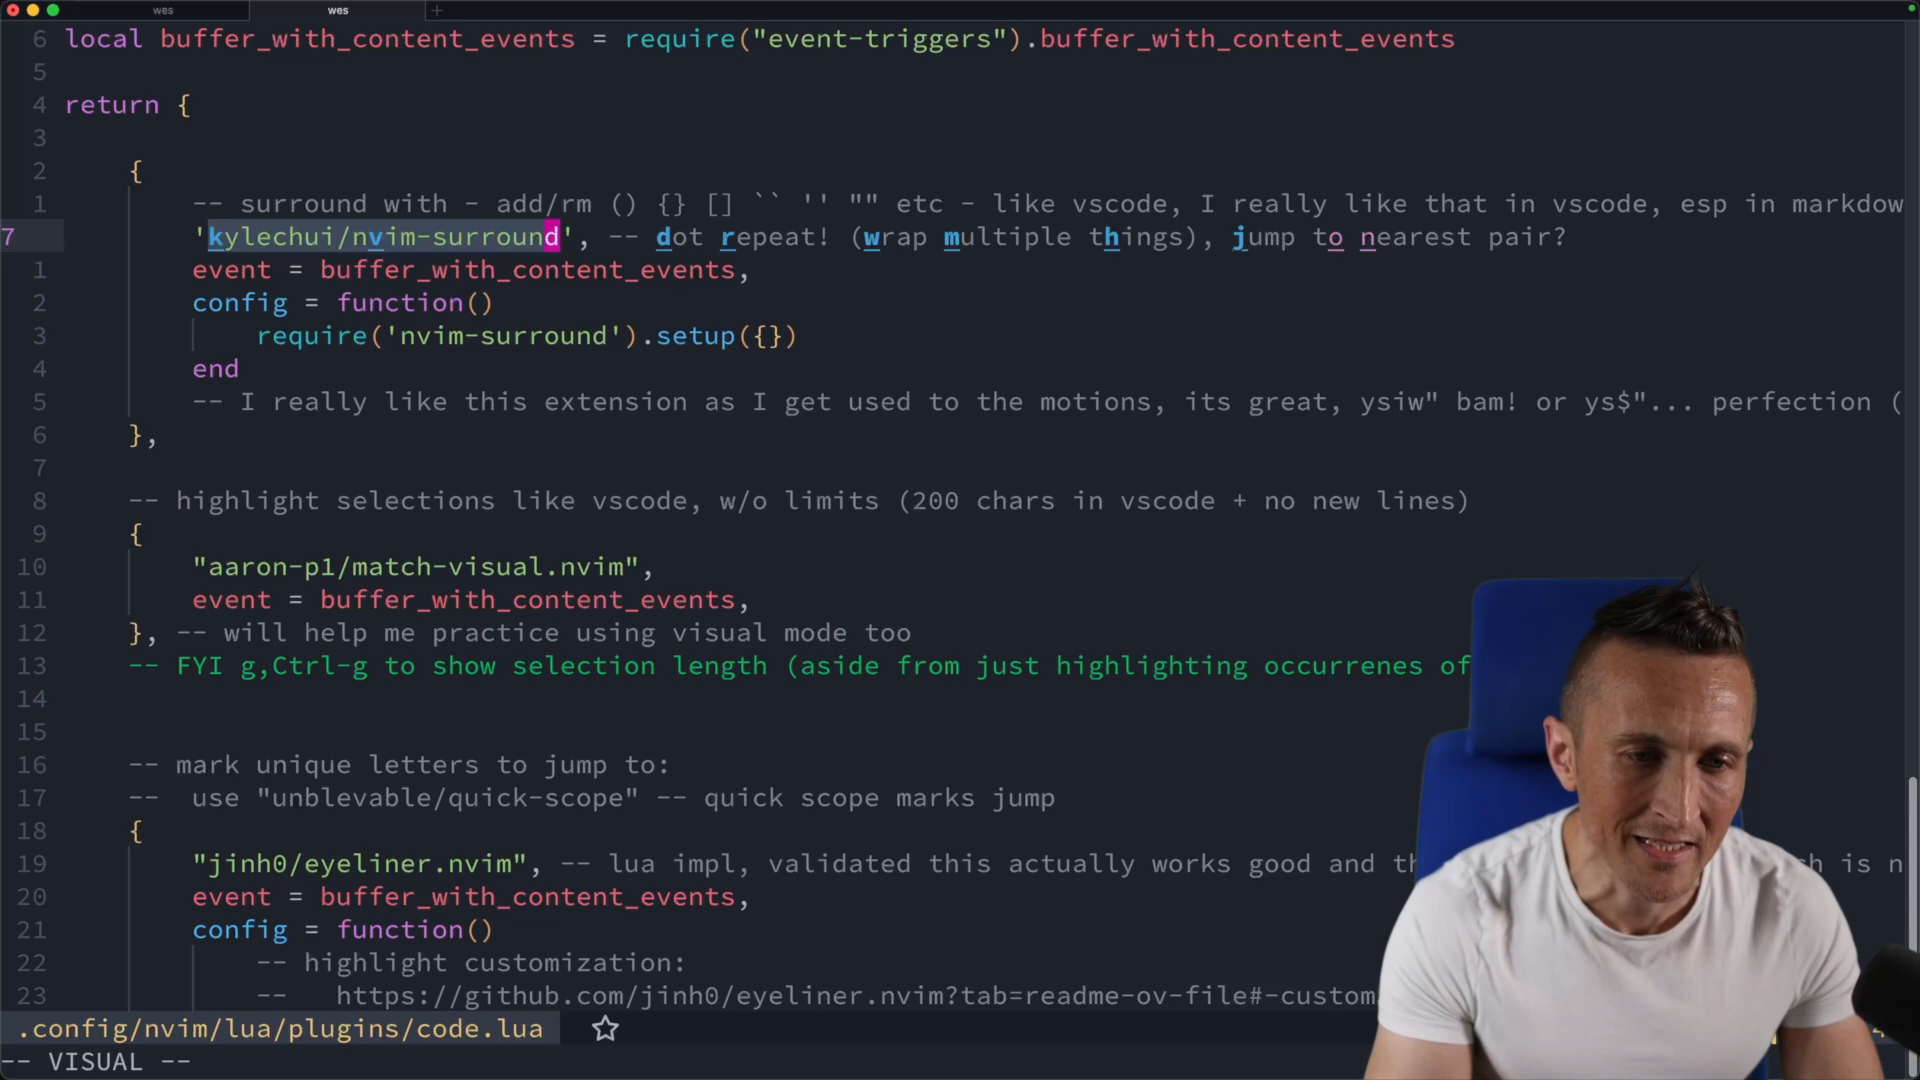 wes
wes
+
6 local buffer_with_content_events = require("event-triggers").buffer_with_content_events
5
4 return {
3
2 {
1 -- surround with - add/rm () {} [] `` '' "" etc - like vscode, I really like that in vscode, esp in markdow
7 'kylechui/nvim-surround', -- dot repeat! (wrap multiple things), jump to nearest pair?
1 event = buffer_with_content_events,
2 config = function()
3 require('nvim-surround').setup({})
4 end
5 -- I really like this extension as I get used to the motions, its great, ysiw" bam! or ys$"... perfection (
6 },
7
8 -- highlight selections like vscode, w/o limits (200 chars in vscode + no new lines)
9 {
10 "aaron-p1/match-visual.nvim",
11 event = buffer_with_content_events,
12 }, -- will help me practice using visual mode too
13 -- FYI g,Ctrl-g to show selection length (aside from just highlighting occurrenes of
14
15
16 -- mark unique letters to jump to:
17 -- use "unblevable/quick-scope" -- quick scope marks jump
18 {
19 "jinh0/eyeliner.nvim", -- lua impl, validated this actually works good and th ch is n
20 event = buffer_with_content_events,
21 config = function()
22 -- highlight customization:
23 -- https://github.com/jinh0/eyeliner.nvim?tab=readme-ov-file#-custom
.config/nvim/lua/plugins/code.lua ☆
-- VISUAL --